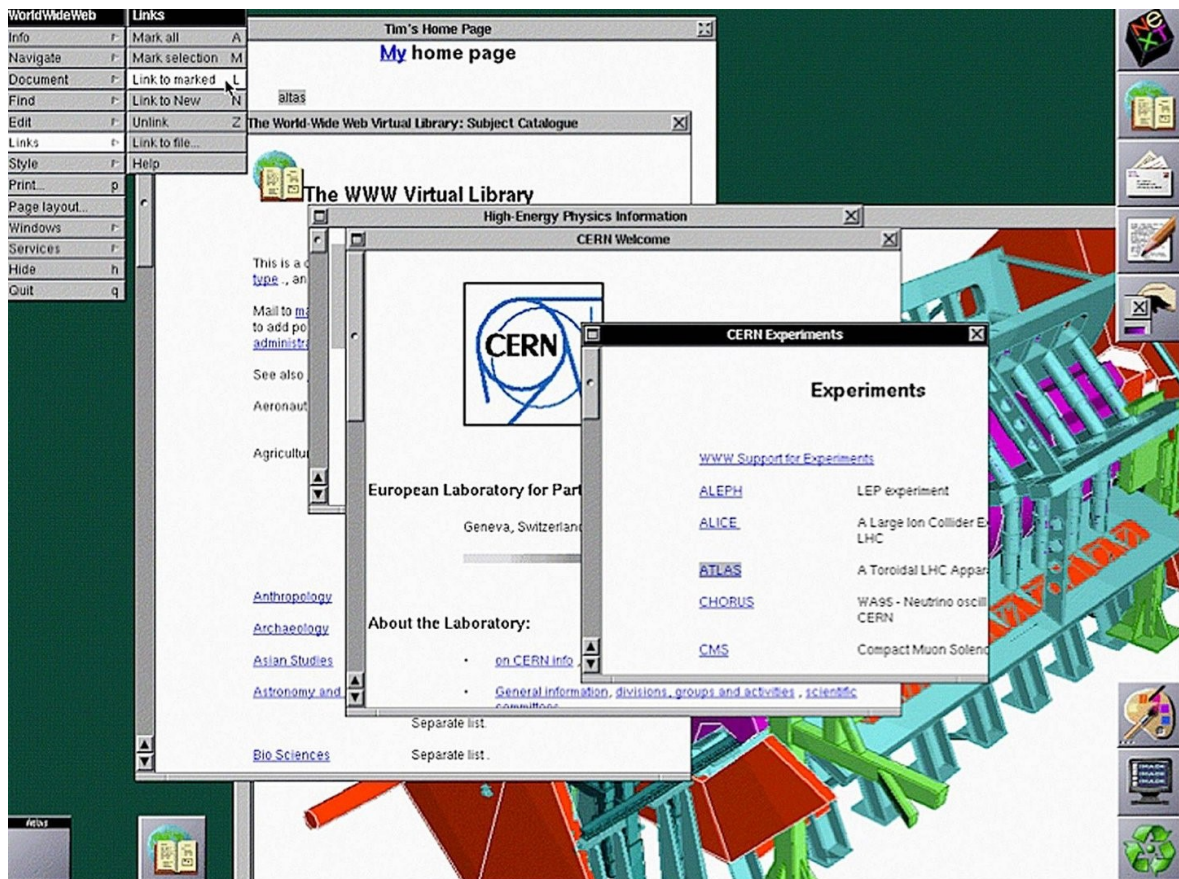 WorldWideWeb
Info
Navigate
Document
Find
Edit
Links
Style
Print... p
Page layout...
Windows
Services
Hide h
Quit q
Links
Mark all A
Mark selection M
Link to marked L
Link to New N
Unlink Z
Link to file...
Help
Tim's Home Page
My home page
altas
The World-Wide Web Virtual Library: Subject Catalogue
The WWW Virtual Library
This is a
type ., an
Mail to
to add po
administra
See also
Aeronaut
Agricultu
Anthropology
Archaeology
Asian Studies
Astronomy and
Separate list.
Bio Sciences Separate list.
High-Energy Physics Information
CERN Welcome
CERN
European Laboratory for Part
Geneva, Switzerland
About the Laboratory:
on CERN info ,
General information, divisions, groups and activities , scientific
committees
CERN Experiments
Experiments
WWW Support for Experiments
ALEPH LEP experiment
ALICE A Large Ion Collider E
LHC
ATLAS A Toroidal LHC Appar
CHORUS WA95 - Neutrino oscill
CERN
CMS Compact Muon Soleno
NeXT